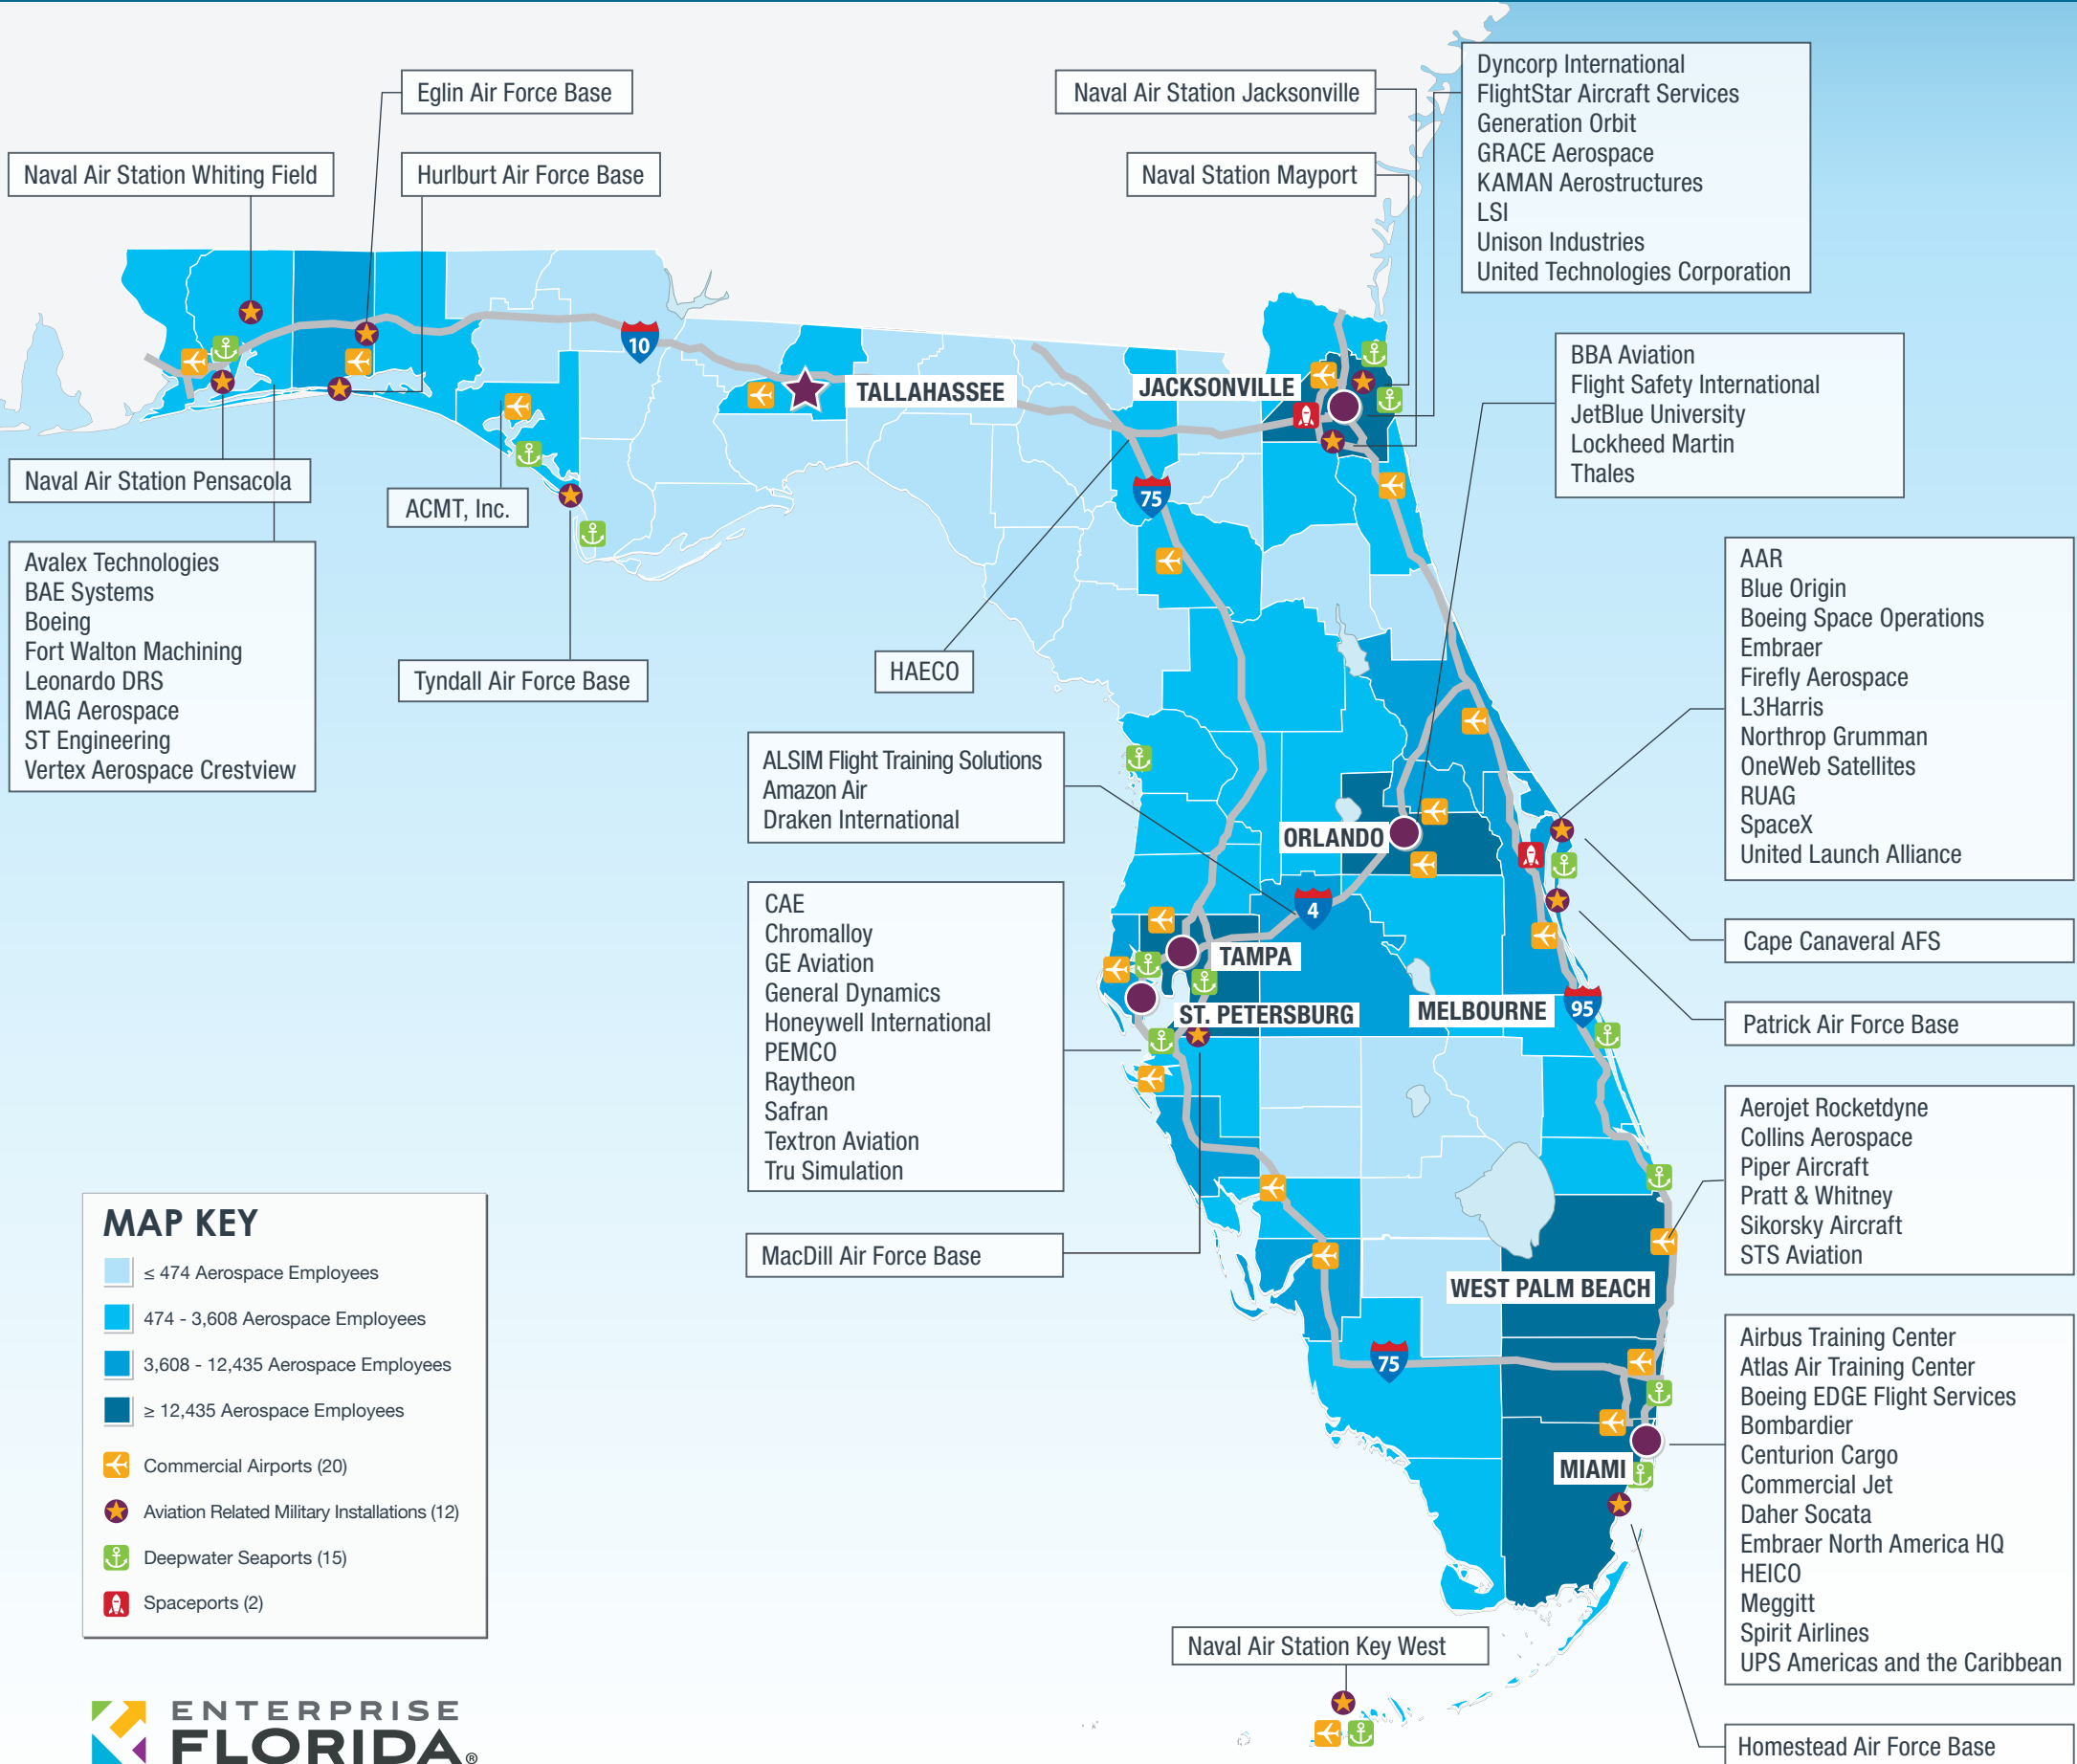 Eglin Air Force Base
Naval Air Station Whiting Field
Hurlburt Air Force Base
Naval Air Station Jacksonville
Naval Station Mayport
Dyncorp International
FlightStar Aircraft Services
Generation Orbit
GRACE Aerospace
KAMAN Aerostructures
LSI
Unison Industries
United Technologies Corporation
BBA Aviation
Flight Safety International
JetBlue University
Lockheed Martin
Thales
10
TALLAHASSEE
JACKSONVILLE
75
Naval Air Station Pensacola
ACMT, Inc.
Avalex Technologies
BAE Systems
Boeing
Fort Walton Machining
Leonardo DRS
MAG Aerospace
ST Engineering
Vertex Aerospace Crestview
Tyndall Air Force Base
HAECO
AAR
Blue Origin
Boeing Space Operations
Embraer
Firefly Aerospace
L3Harris
Northrop Grumman
OneWeb Satellites
RUAG
SpaceX
United Launch Alliance
ALSIM Flight Training Solutions
Amazon Air
Draken International
ORLANDO
4
CAE
Chromalloy
GE Aviation
General Dynamics
Honeywell International
PEMCO
Raytheon
Safran
Textron Aviation
Tru Simulation
TAMPA
ST. PETERSBURG
MELBOURNE
95
Cape Canaveral AFS
Patrick Air Force Base
MacDill Air Force Base
Aerojet Rocketdyne
Collins Aerospace
Piper Aircraft
Pratt & Whitney
Sikorsky Aircraft
STS Aviation
WEST PALM BEACH
75
MIAMI
Airbus Training Center
Atlas Air Training Center
Boeing EDGE Flight Services
Bombardier
Centurion Cargo
Commercial Jet
Daher Socata
Embraer North America HQ
HEICO
Meggitt
Spirit Airlines
UPS Americas and the Caribbean
Naval Air Station Key West
Homestead Air Force Base
MAP KEY
≤ 474 Aerospace Employees
474 - 3,608 Aerospace Employees
3,608 - 12,435 Aerospace Employees
≥ 12,435 Aerospace Employees
Commercial Airports (20)
Aviation Related Military Installations (12)
Deepwater Seaports (15)
Spaceports (2)
ENTERPRISE
FLORIDA®